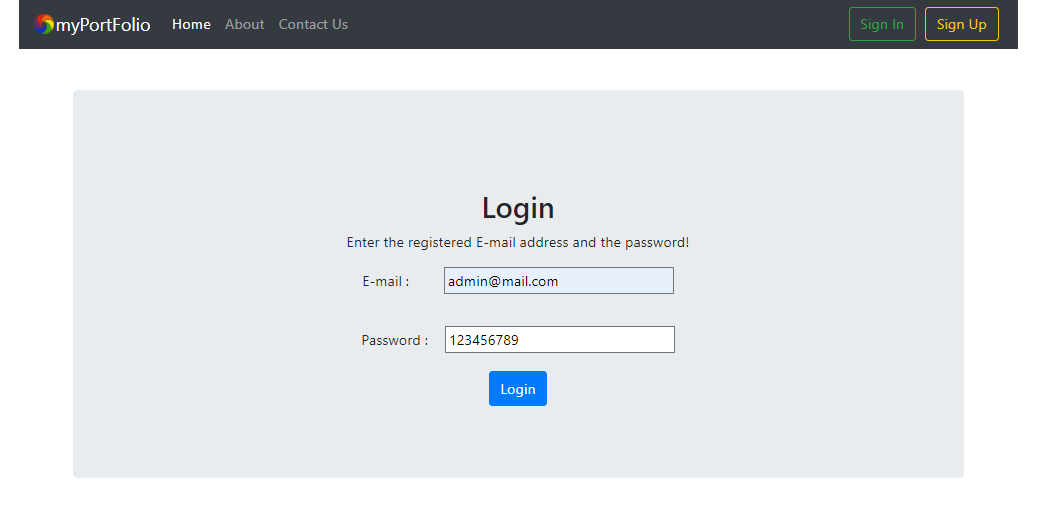 myPortFolio Home About Contact Us Sign In Sign Up
Login
Enter the registered E-mail address and the password!
E-mail : admin@mail.com
Password : 123456789
Login